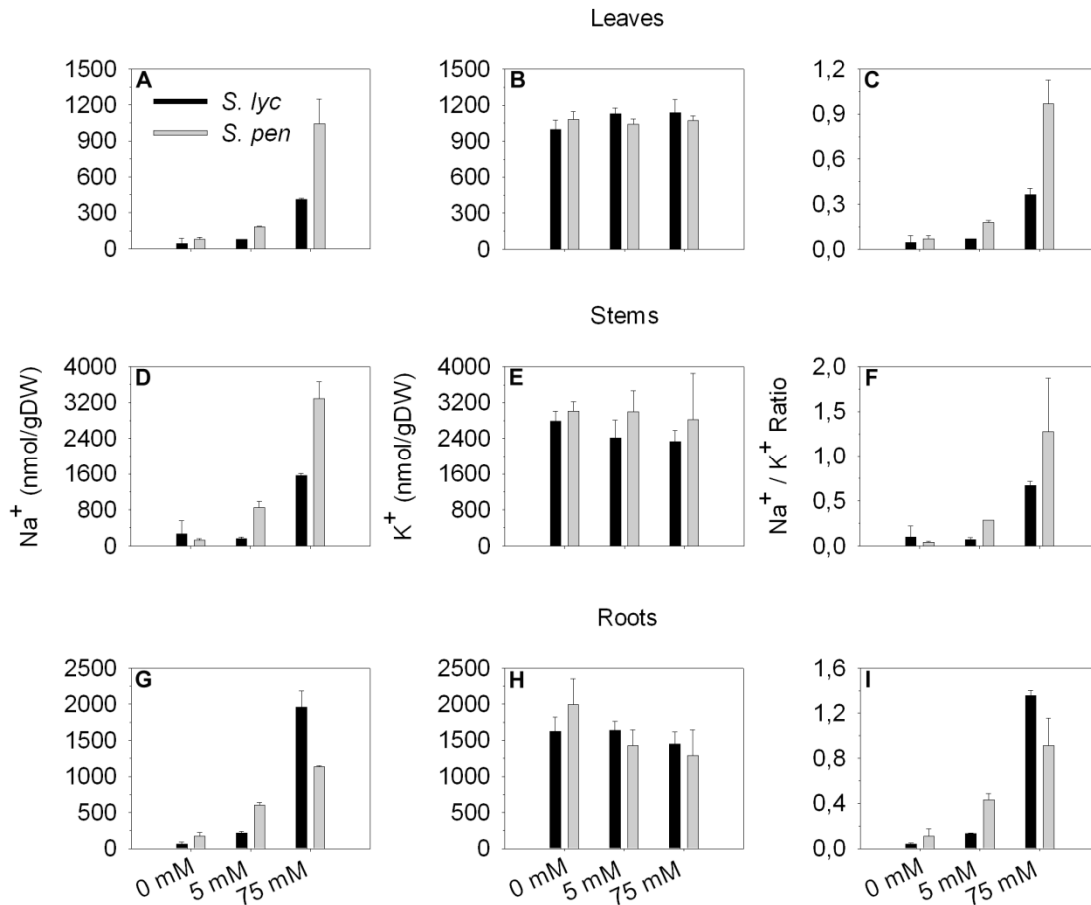 Leaves
A
S. lyc
S. pen
1500
1200
900
600
300
0
B
1500
1200
900
600
300
0
C
1,2
0,9
0,6
0,3
0,0
Stems
Na+ (nmol/gDW)
D
4000
3200
2400
1600
800
0
K+ (nmol/gDW)
E
4000
3200
2400
1600
800
0
Na+ / K+ Ratio
F
2,0
1,5
1,0
0,5
0,0
Roots
G
2500
2000
1500
1000
500
0
0 mM
5 mM
75 mM
H
2500
2000
1500
1000
500
0
0 mM
5 mM
75 mM
I
1,6
1,2
0,8
0,4
0,0
0 mM
5 mM
75 mM